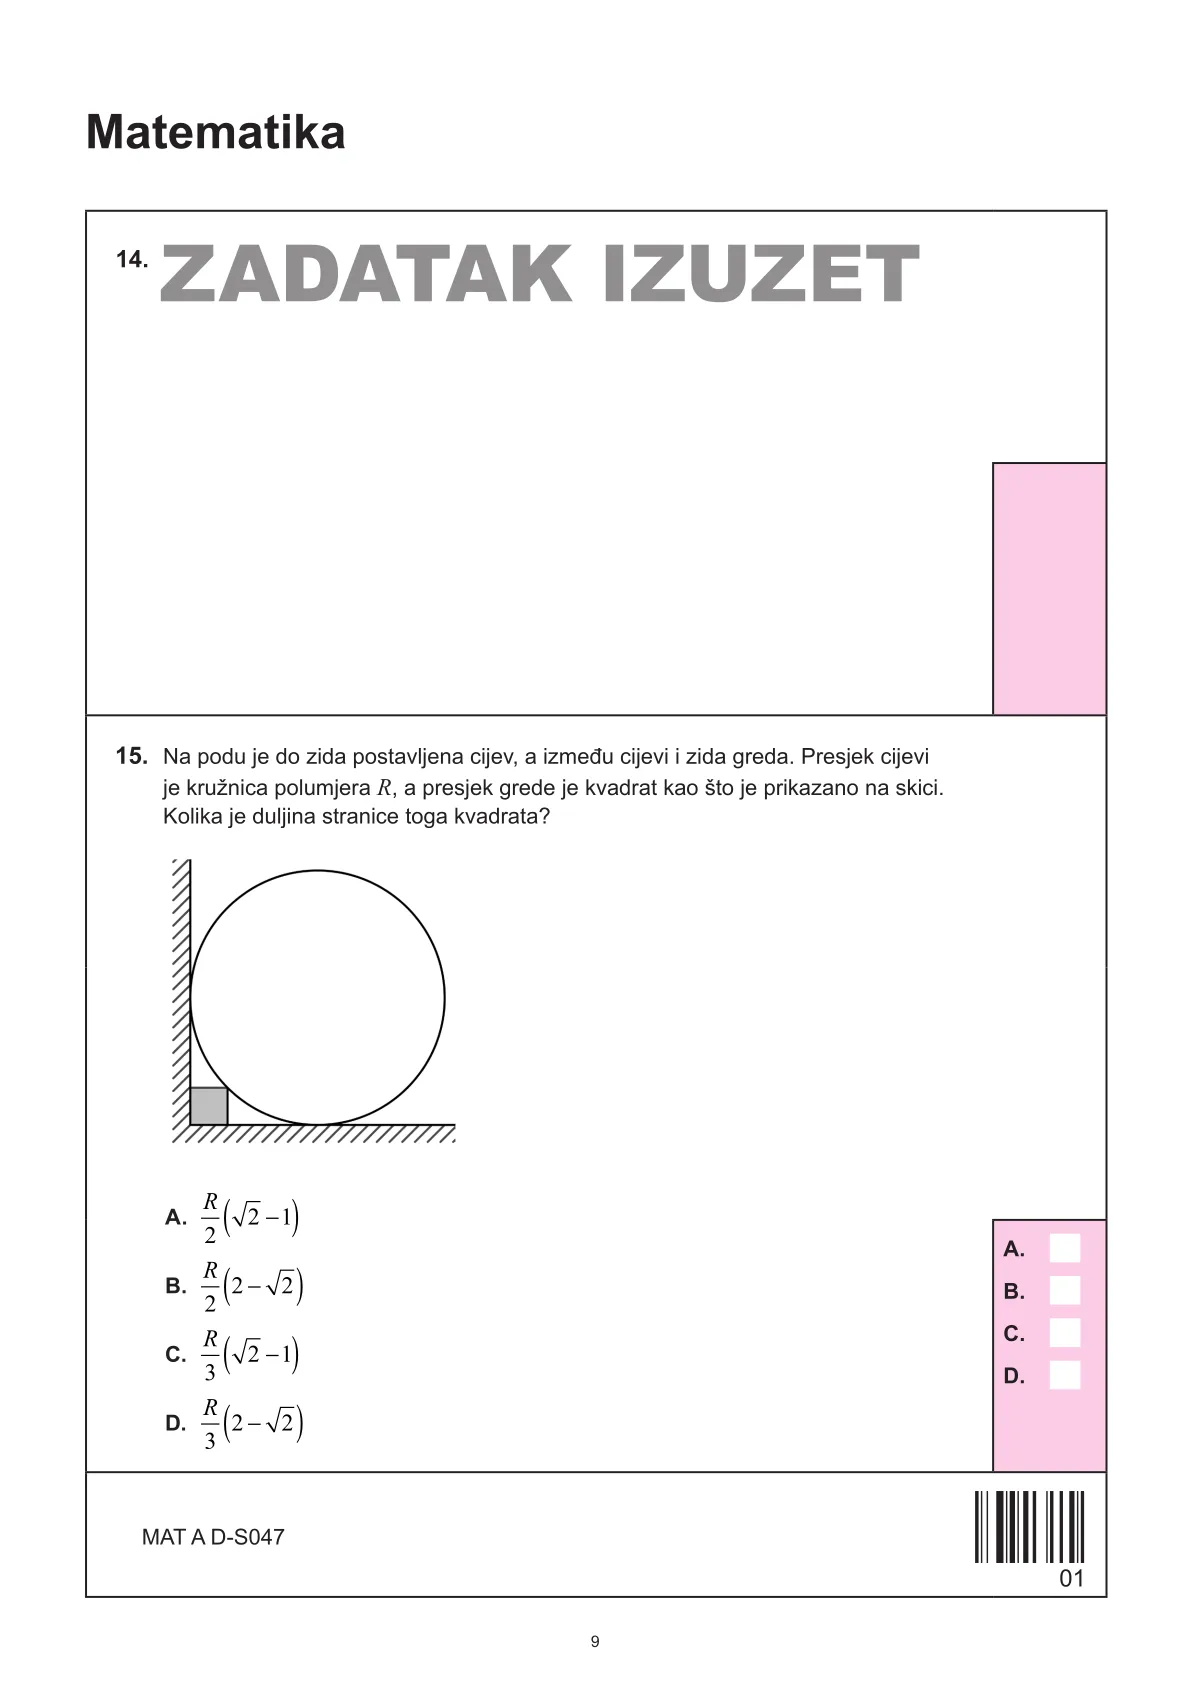 Matematika
14. ZADATAK IZUZET
15. Na podu je do zida postavljena cijev, a između cijevi i zida greda. Presjek cijevi
je kružnica polumjera R, a presjek grede je kvadrat kao što je prikazano na skici.
Kolika je duljina stranice toga kvadrata?
A. R/2 (√2 – 1)
B. R/2 (2 – √2)
C. R/3 (√2 – 1)
D. R/3 (2 – √2)
A.
B.
C.
D.
MAT A D-S047
01
9